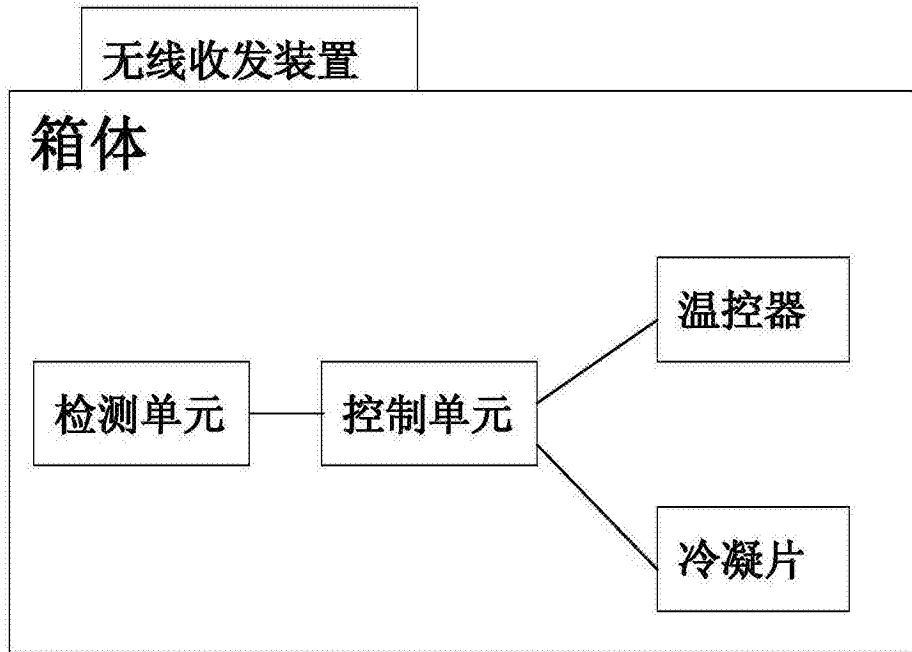 无线收发装置
箱体
温控器
检测单元
控制单元
冷凝片